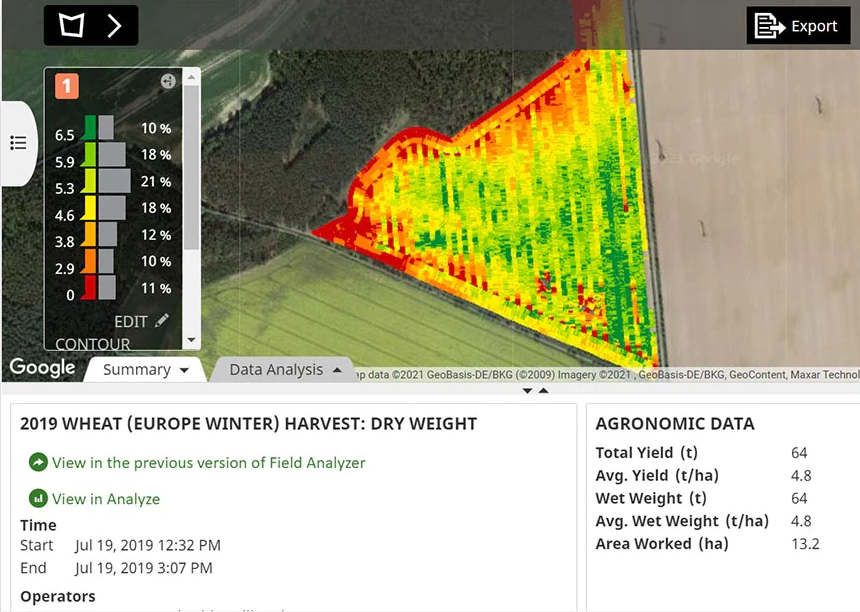 Export
1
6.5 10 %
5.9 18 %
5.3 21 %
4.6 18 %
3.8 12 %
2.9 10 %
0 11 %
EDIT
CONTOUR
Google
Google
Summary
Data Analysis
data ©2021 GeoBasis-DE/BKG (©2009) Imagery ©2021 , GeoBasis-DE/BKG, GeoContent, Maxar
2019 WHEAT (EUROPE WINTER) HARVEST: DRY WEIGHT
View in the previous version of Field Analyzer
View in Analyze
Time
Start Jul 19, 2019 12:32 PM
End Jul 19, 2019 3:07 PM
Operators
AGRONOMIC DATA
Total Yield (t) 64
Avg. Yield (t/ha) 4.8
Wet Weight (t) 64
Avg. Wet Weight (t/ha) 4.8
Area Worked (ha) 13.2